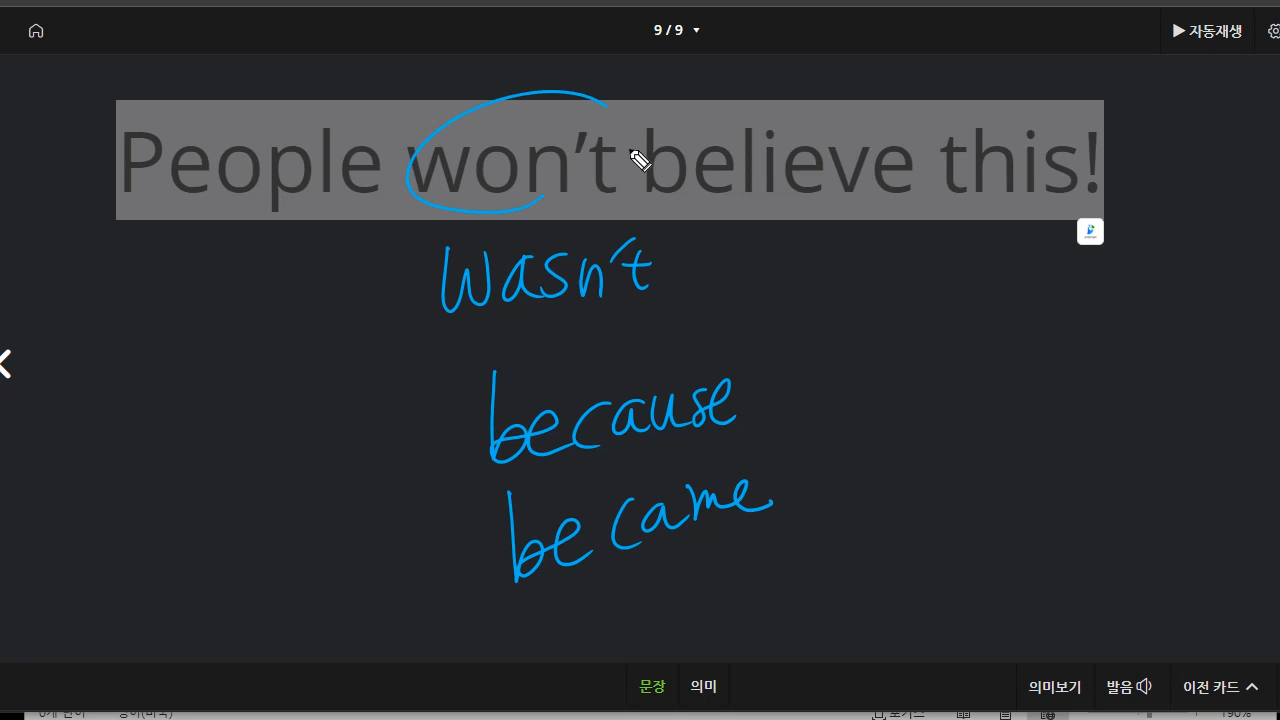 9 / 9
자동재생
People won’t believe this!
Wasn't
because
became
문장 의미
의미보기 발음 이전 카드